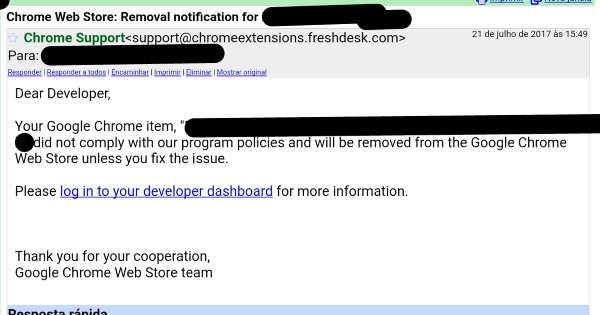 Imprimir Nova janela
Chrome Web Store: Removal notification for
Chrome Support<support@chromeextensions.freshdesk.com> 21 de julho de 2017 às 15:49
Para:
Responder | Responder a todos | Encaminhar | Imprimir | Eliminar | Mostrar original
Dear Developer,
Your Google Chrome item, "
did not comply with our program policies and will be removed from the Google Chrome
Web Store unless you fix the issue.
Please log in to your developer dashboard for more information.
Thank you for your cooperation,
Google Chrome Web Store team
Resposta rápida